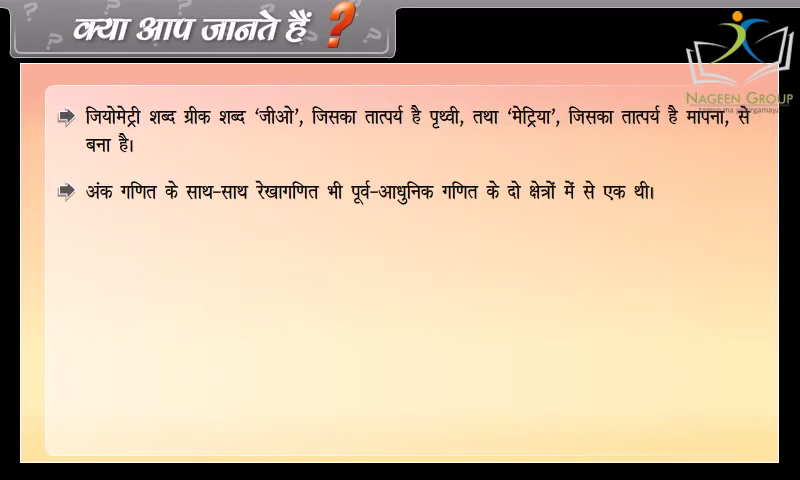 क्या आप जानते हैं ?
NAGEEN GROUP
जियोमेट्री शब्द ग्रीक शब्द ‘जीओ’, जिसका तात्पर्य है पृथ्वी, तथा ‘मेट्रिया’, जिसका तात्पर्य है मापना, से
बना है।
अंक गणित के साथ-साथ रेखागणित भी पूर्व-आधुनिक गणित के दो क्षेत्रों में से एक थी।